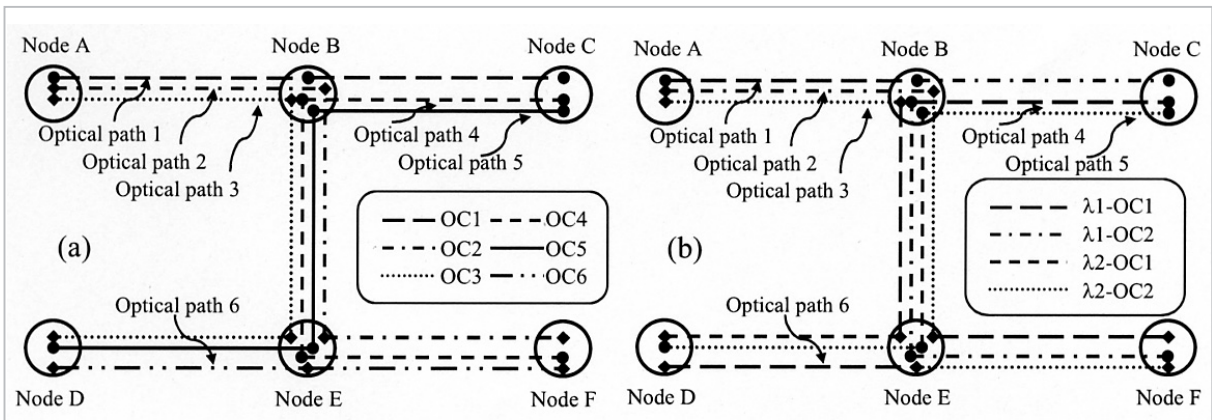 Node A
Node B
Node C
Optical path 1
Optical path 4
Optical path 2
Optical path 5
Optical path 3
OC1
OC4
OC2
OC5
OC3
OC6
(a)
Optical path 6
Node D
Node E
Node F
Node A
Node B
Node C
Optical path 1
Optical path 4
Optical path 2
Optical path 5
Optical path 3
λ1-OC1
λ1-OC2
λ2-OC1
λ2-OC2
(b)
Optical path 6
Node D
Node E
Node F